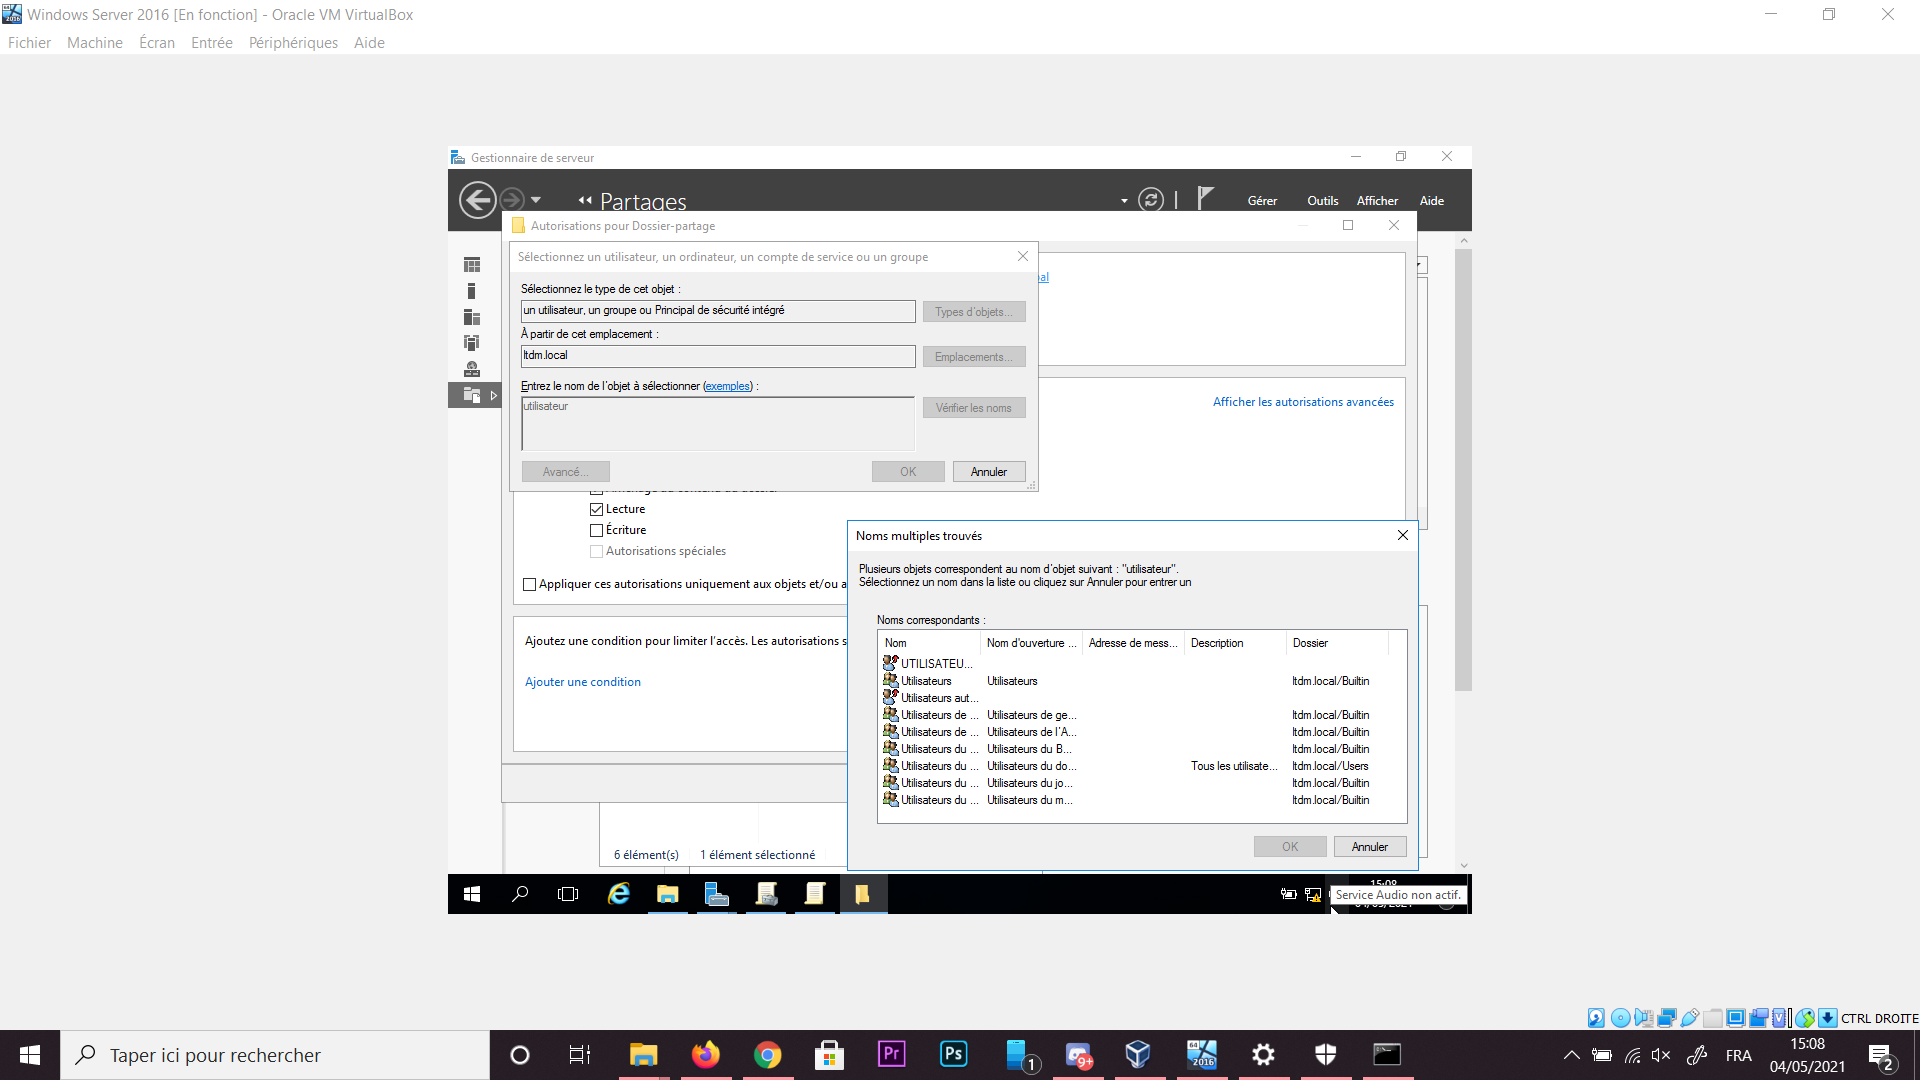 Windows Server 2016 [En fonction] - Oracle VM VirtualBox
Fichier Machine Écran Entrée Périphériques Aide
Gestionnaire de serveur
Partages
Gérer Outils Afficher Aide
Autorisations pour Dossier-partage
Sélectionnez un utilisateur, un ordinateur, un compte de service ou un groupe
Sélectionnez le type de cet objet :
un utilisateur, un groupe ou Principal de sécurité intégré
Types d'objets...
À partir de cet emplacement :
ltdm.local
Emplacements...
Entrez le nom de l'objet à sélectionner (exemples) :
utilisateur
Vérifier les noms
Afficher les autorisations avancées
Avancé... OK Annuler
Lecture
Écriture
Autorisations spéciales
Appliquer ces autorisations uniquement aux objets et/ou a
Ajoutez une condition pour limiter l'accès. Les autorisations s
Ajouter une condition
Noms multiples trouvés
Plusieurs objets correspondent au nom d'objet suivant : "utilisateur".
Sélectionnez un nom dans la liste ou cliquez sur Annuler pour entrer un
Noms correspondants :
Nom Nom d'ouverture ... Adresse de mess... Description Dossier
UTILISATEU...
Utilisateurs Utilisateurs ltdm.local/Builtin
Utilisateurs aut...
Utilisateurs de ... Utilisateurs de ge... ltdm.local/Builtin
Utilisateurs de ... Utilisateurs de l'A... ltdm.local/Builtin
Utilisateurs du ... Utilisateurs du B... ltdm.local/Builtin
Utilisateurs du ... Utilisateurs du do... Tous les utilisate... ltdm.local/Users
Utilisateurs du ... Utilisateurs du jo... ltdm.local/Builtin
Utilisateurs du ... Utilisateurs du m... ltdm.local/Builtin
OK Annuler
6 élément(s) 1 élément sélectionné
Service Audio non actif.
CTRL DROITE
Taper ici pour rechercher
Pr Ps 1 9+ 64 2016
FRA
15:08
04/05/2021
2